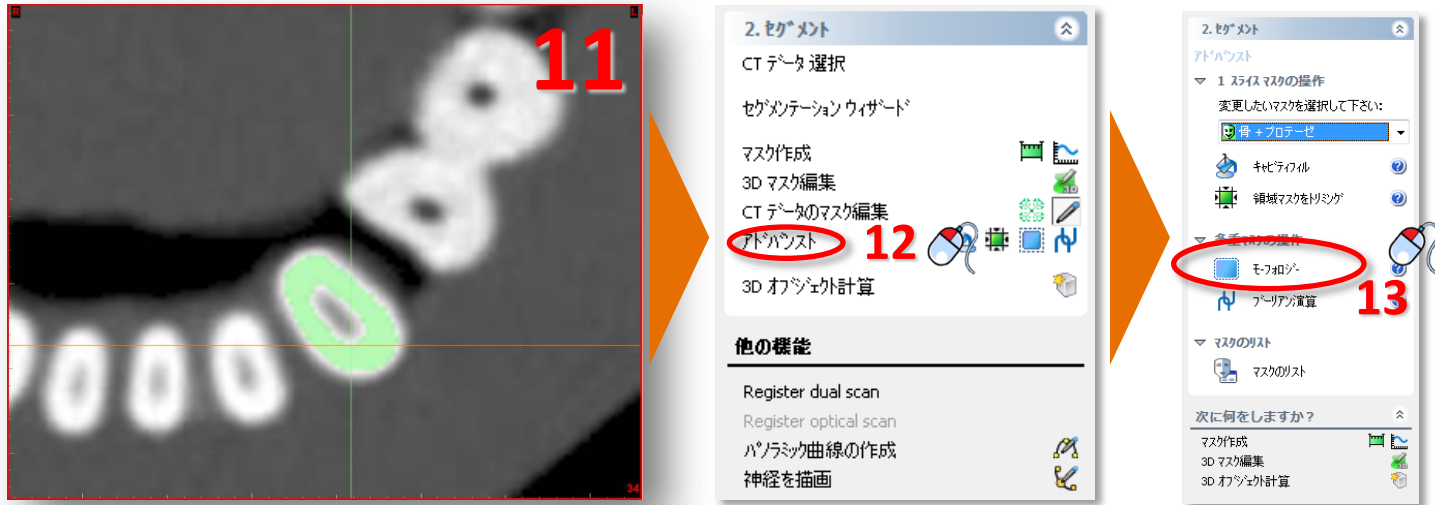 R
L
11
34
2. セグメント
CT データ 選択
セグメンテーション ウィザード
マスク作成
3D マスク編集
CT データのマスク編集
アドバンスト
12
3D オブジェクト計算
他の機能
Register dual scan
Register optical scan
パノラミック曲線の作成
神経を描画
2. セグメント
アドバンスト
1 スライス マスクの操作
変更したいマスクを選択して下さい:
骨 + プロテーゼ
キャビティフィル
領域マスクをトリミング
多重マスクの操作
モーフォロジー
13
ブーリアン演算
マスクのリスト
マスクのリスト
次に何をしますか?
マスク作成
3D マスク編集
3D オブジェクト計算